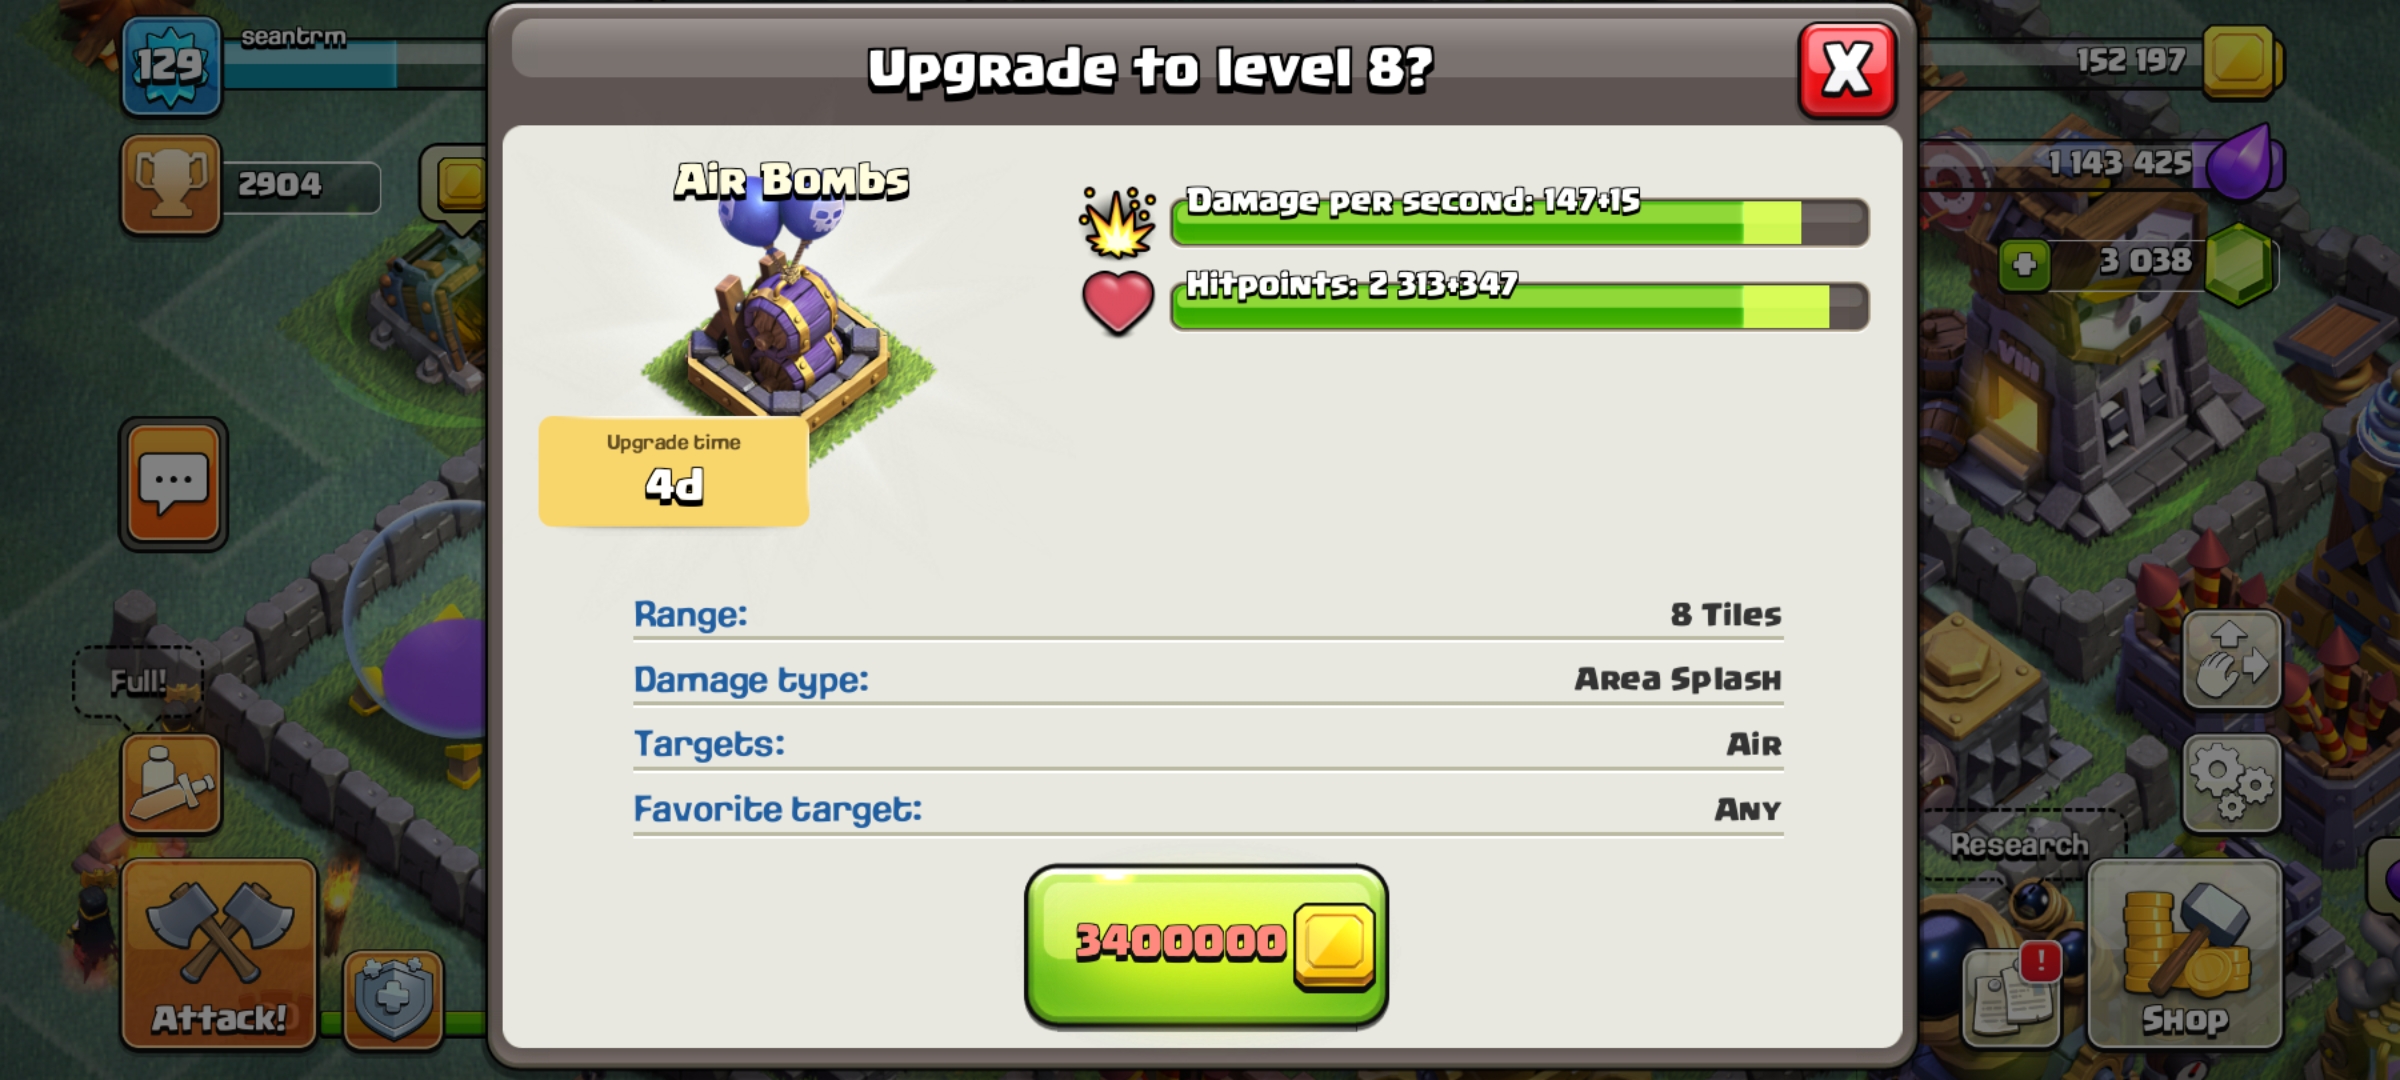 129
seantrm
Upgrade to level 8?
X
152 197
2904
Air Bombs
Damage per second: 147+15
1 143 425
Hitpoints: 2 313+347
3 038
VIII
Upgrade time
4d
Range:
8 Tiles
Full!
Damage type:
Area Splash
Targets:
Air
Favorite target:
Any
Research
3400000
!
Attack!
Shop